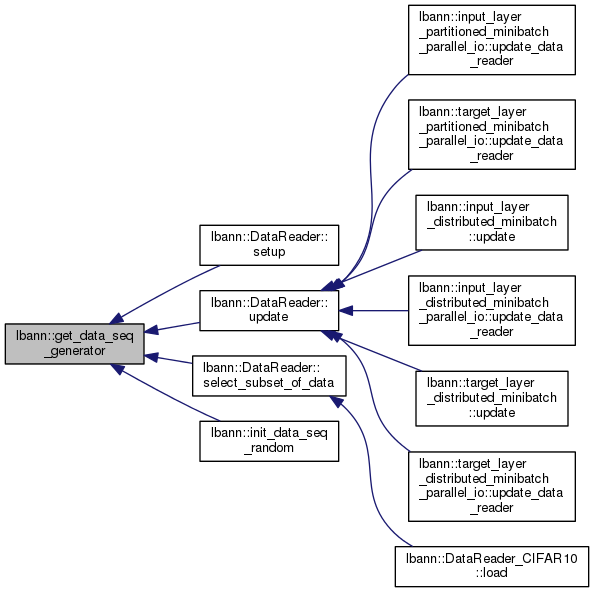 lbann::get_data_seq
_generator
lbann::DataReader::
setup
lbann::DataReader::
update
lbann::DataReader::
select_subset_of_data
lbann::init_data_seq
_random
lbann::input_layer
_partitioned_minibatch
_parallel_io::update_data
_reader
lbann::target_layer
_partitioned_minibatch
_parallel_io::update_data
_reader
lbann::input_layer
_distributed_minibatch
::update
lbann::input_layer
_distributed_minibatch
_parallel_io::update_data
_reader
lbann::target_layer
_distributed_minibatch
::update
lbann::target_layer
_distributed_minibatch
_parallel_io::update_data
_reader
lbann::DataReader_CIFAR10
::load